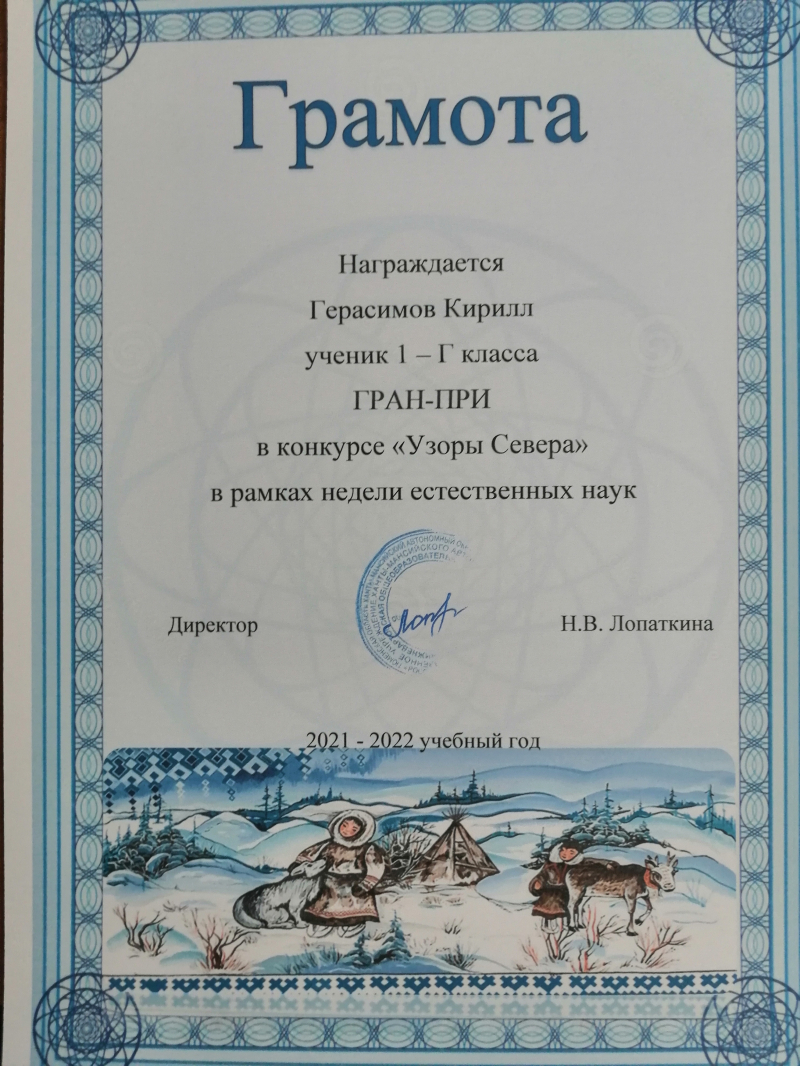 Грамота
Награждается
Герасимов Кирилл
ученик 1 – Г класса
ГРАН-ПРИ
в конкурсе «Узоры Севера»
в рамках недели естественных наук
Директор
Н.В. Лопаткина
2021 - 2022 учебный год